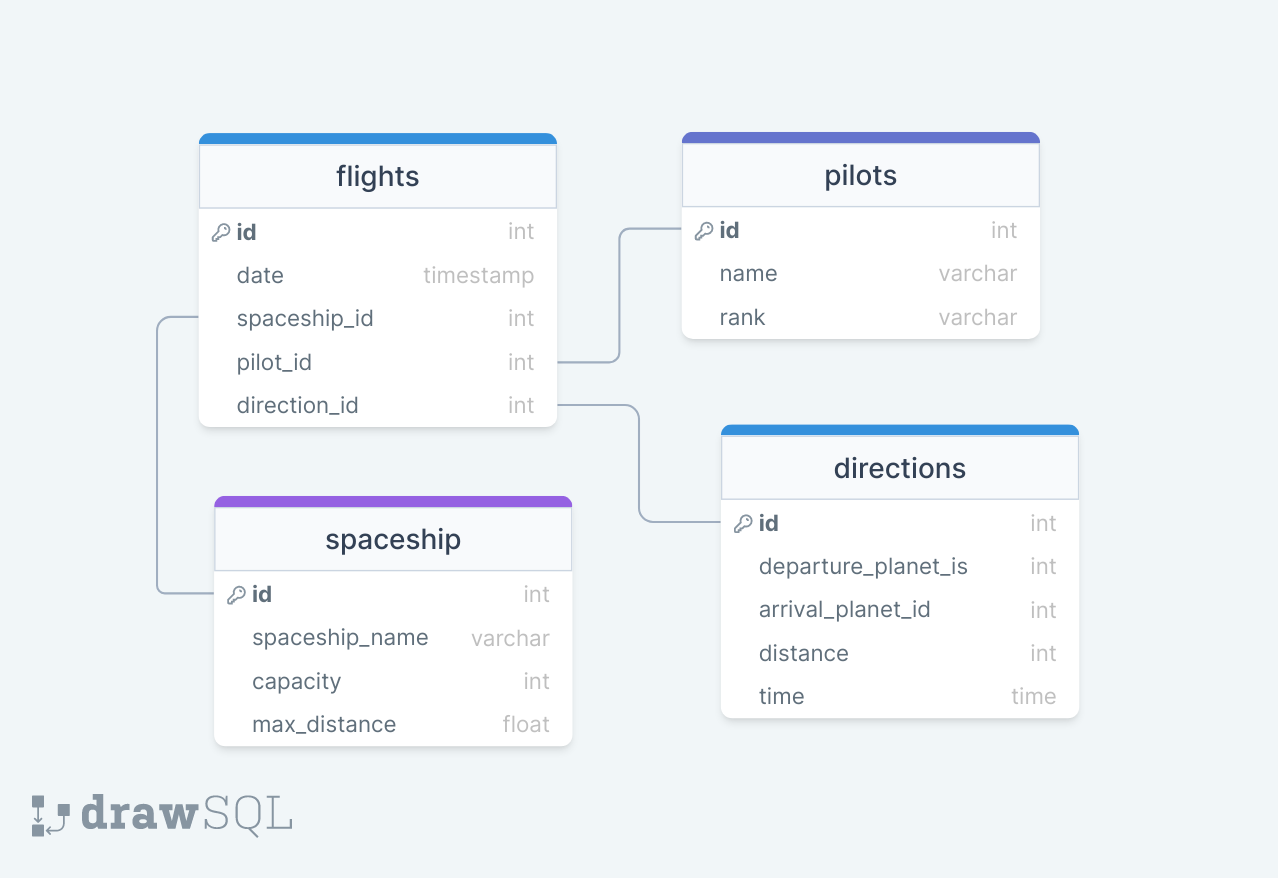 flights
id int
date timestamp
spaceship_id int
pilot_id int
direction_id int
pilots
id int
name varchar
rank varchar
spaceship
id int
spaceship_name varchar
capacity int
max_distance float
directions
id int
departure_planet_is int
arrival_planet_id int
distance int
time time
drawSQL